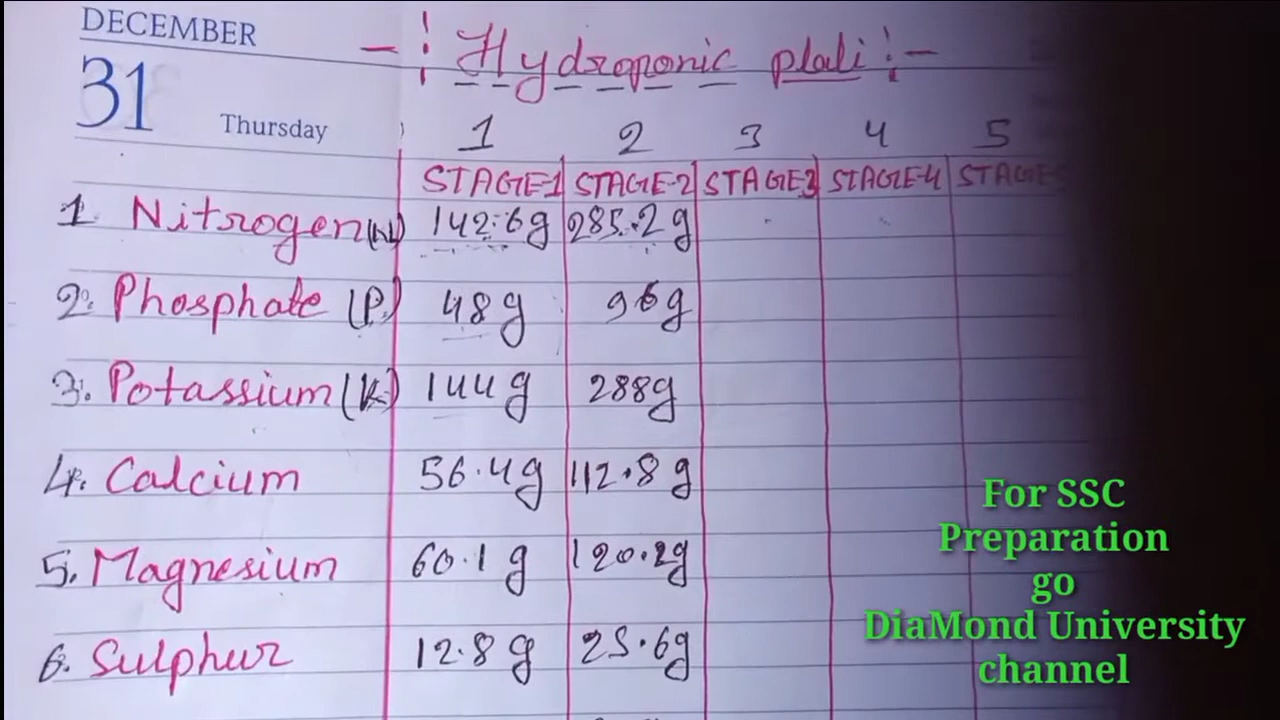 DECEMBER
31
Thursday
-: Hydroponic plali :-
1 2 3 4 5
STAGE-1 STAGE-2 STAGE3 STAGE-4 STAGE
1. Nitrogen (N) 142.6g 285.2g
2. Phosphate (P) 48g 96g
3. Potassium (K) 144g 288g
4. Calcium 56.4g 112.8g
5. Magnesium 60.1g 120.2g
6. Sulphur 12.8g 25.6g
For SSC
Preparation
go
DiaMond University
channel